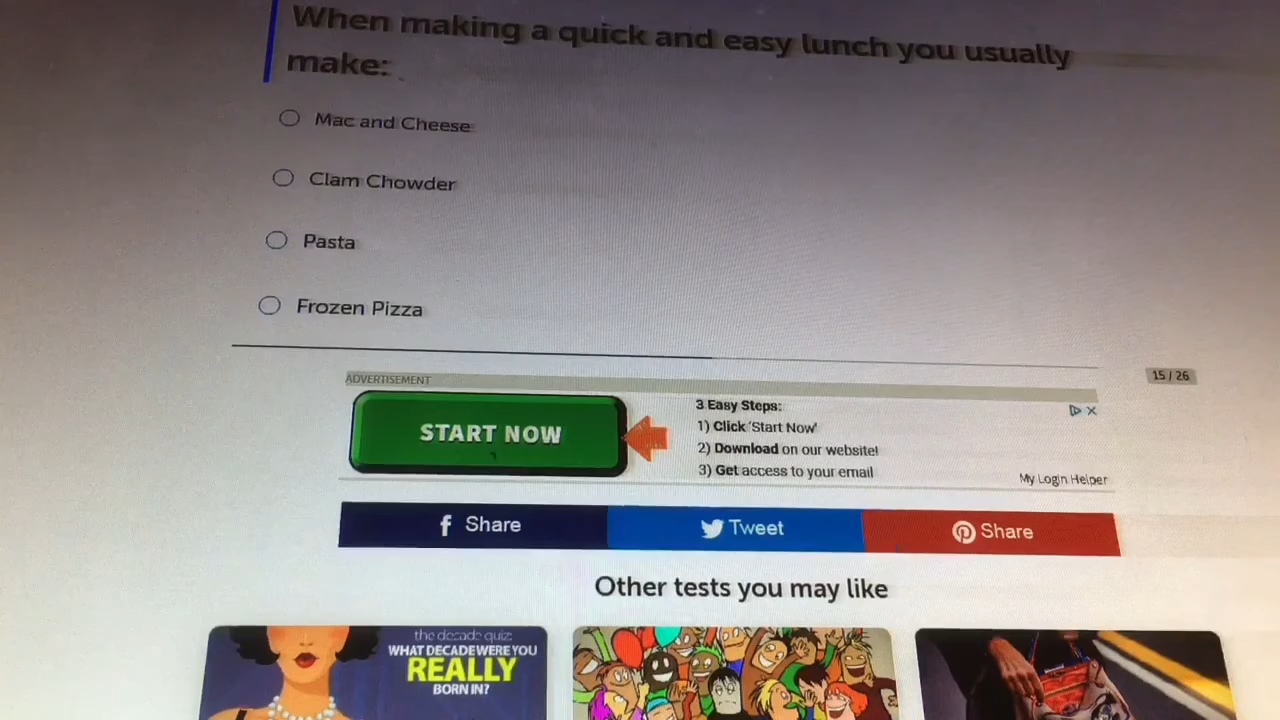 When making a quick and easy lunch you usually
make:
Mac and Cheese
Clam Chowder
Pasta
Frozen Pizza
15 / 26
ADVERTISEMENT
START NOW
3 Easy Steps:
1) Click 'Start Now'
2) Download on our website!
3) Get access to your email
My Login Helper
f Share
Tweet
Share
Other tests you may like
the decade quiz:
WHAT DECADE WERE YOU
REALLY
BORN IN?